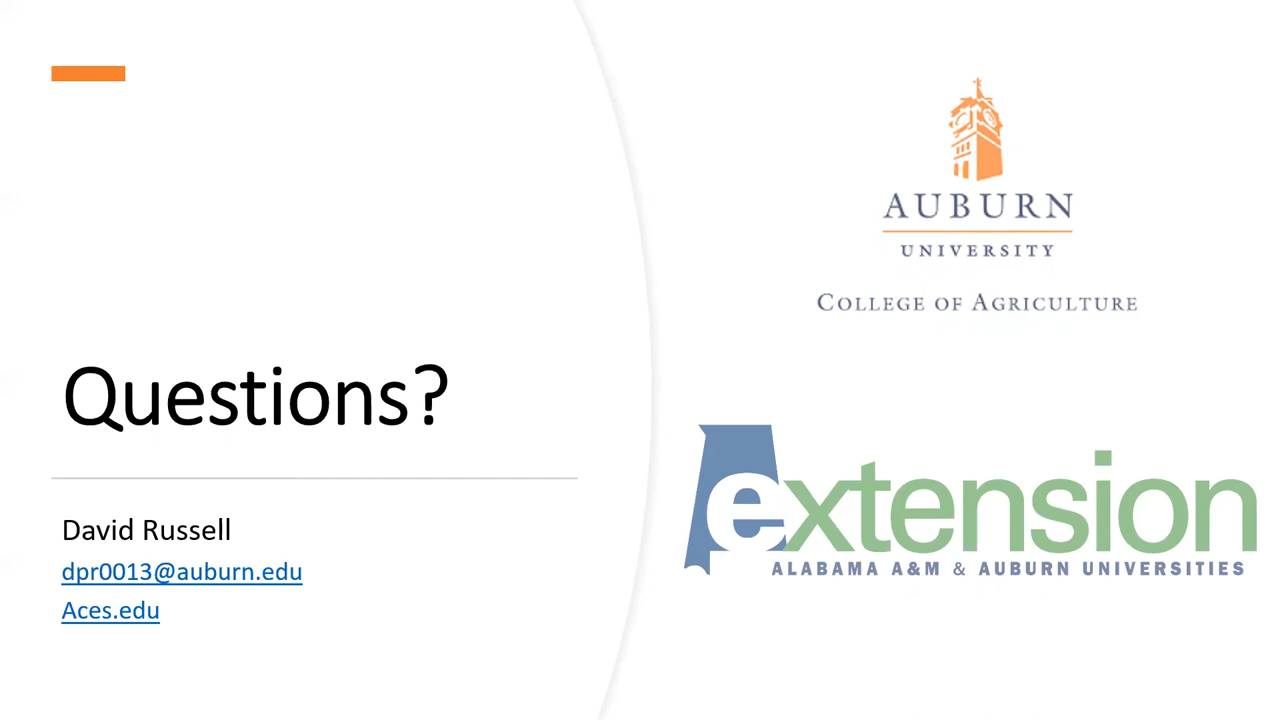 Questions?
David Russell
dpr0013@auburn.edu
Aces.edu
AUBURN
UNIVERSITY
COLLEGE OF AGRICULTURE
extension
ALABAMA A&M & AUBURN UNIVERSITIES